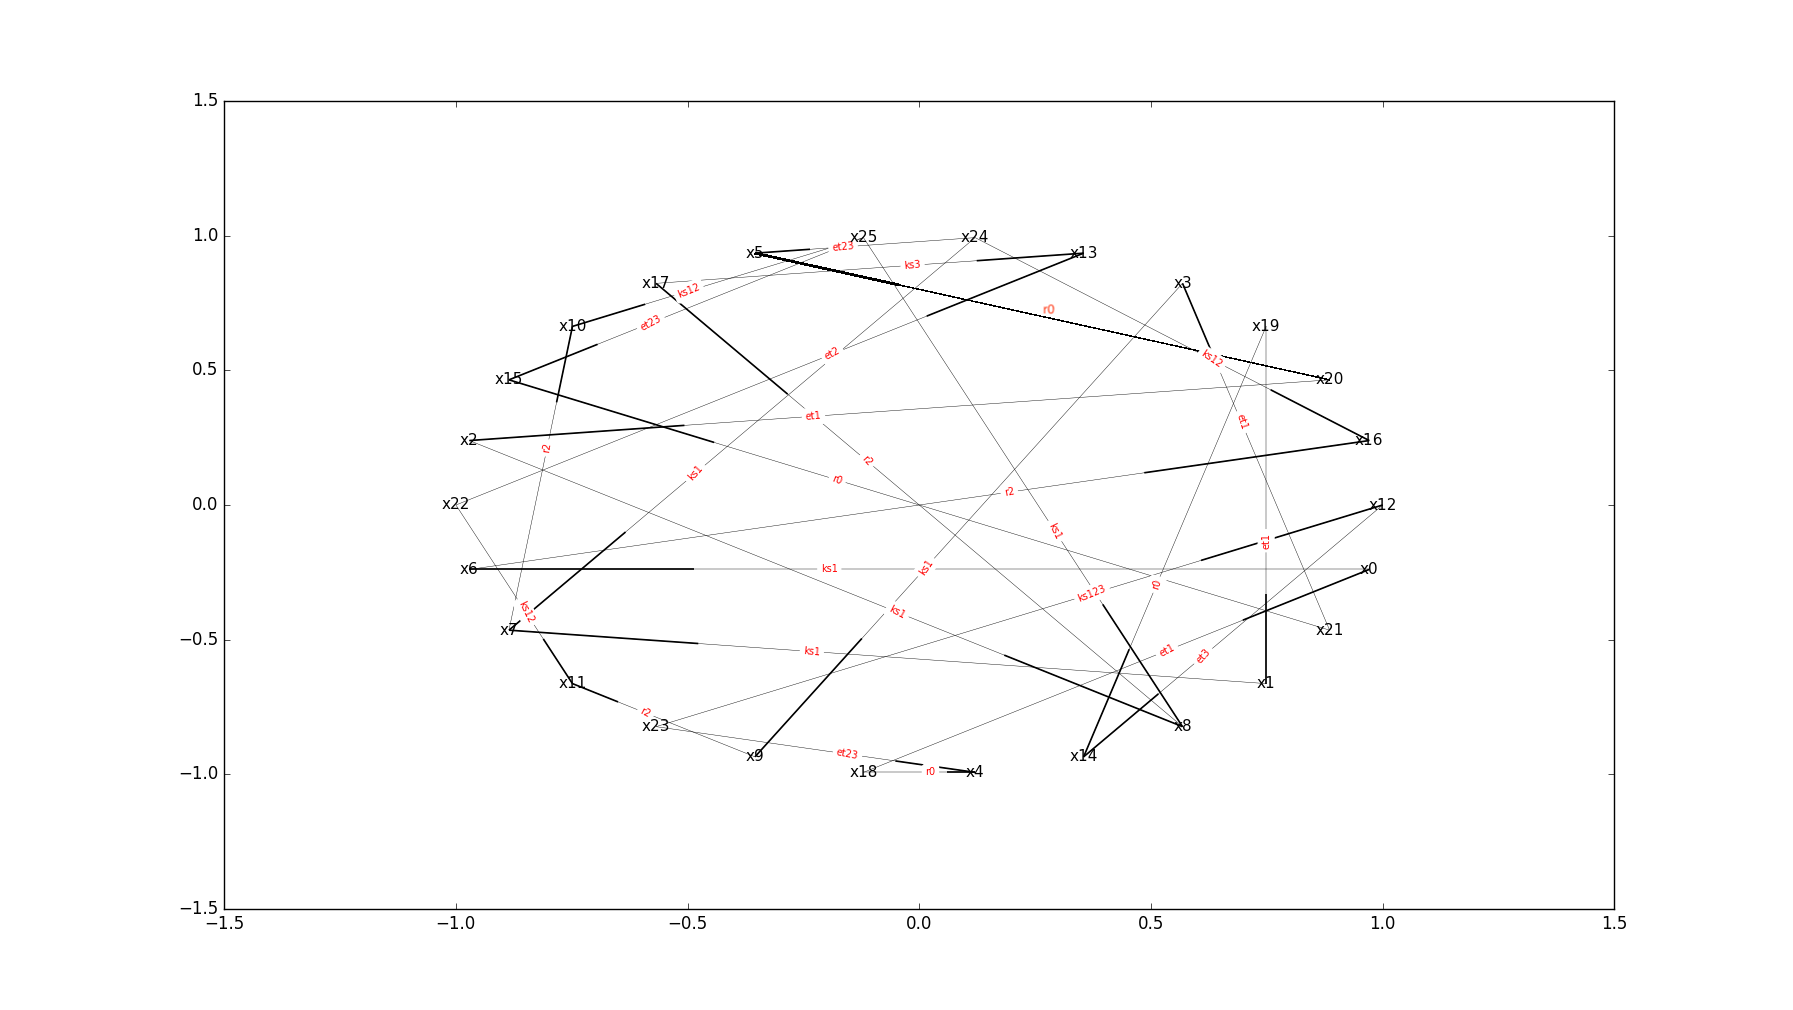 1.5
x25
x24
1.0
et23
x5
x13
ks3
x17
x3
ks12
r0
et23
x10
x19
et2
ks12
0.5
x15
x20
et1
et1
x2
x16
r2
r2
ks1
r0
r2
0.0
x22
x12
ks1
et1
x6
ks1
ks1
x0
r0
ks123
ks12
ks1
x7
x21
−0.5
ks1
et1
et3
x11
x1
r2
x23
x8
et23
x9
x14
x18
r0
x4
−1.0
−1.5
−1.5 −1.0 −0.5 0.0 0.5 1.0 1.5